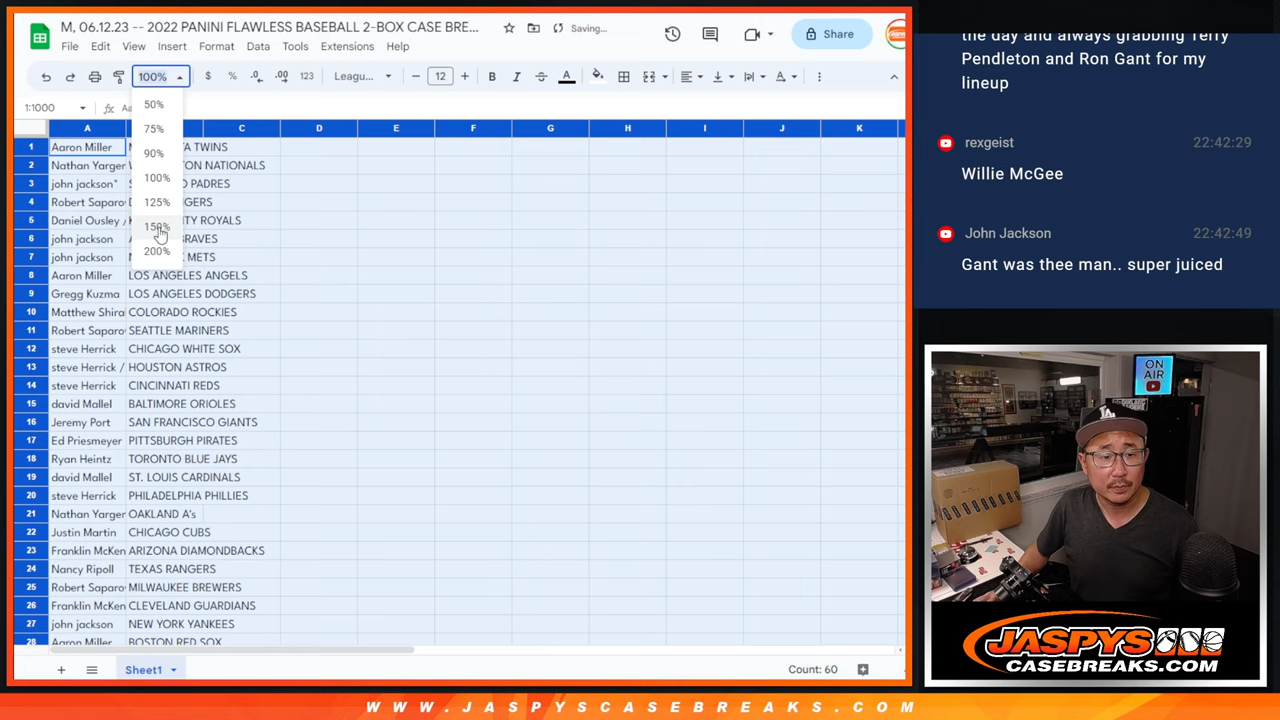 M, 06.12.23 -- 2022 PANINI FLAWLESS BASEBALL 2-BOX CASE BRE...
Saving...
Share
File Edit View Insert Format Data Tools Extensions Help
100% $ % .0 .00 123 Leagu... 12 B I A
1:1000 fx Aa
50%
75%
90%
100%
125%
150%
200%
A C D E F G H I J K
1 Aaron Miller TA TWINS
2 Nathan Yarger TON NATIONALS
3 john jackson* O PADRES
4 Robert Saparo GERS
5 Daniel Ousley / ITY ROYALS
6 john jackson BRAVES
7 john jackson METS
8 Aaron Miller LOS ANGELES ANGELS
9 Gregg Kuzma LOS ANGELES DODGERS
10 Matthew Shira COLORADO ROCKIES
11 Robert Saparo SEATTLE MARINERS
12 steve Herrick CHICAGO WHITE SOX
13 steve Herrick / HOUSTON ASTROS
14 steve Herrick CINCINNATI REDS
15 david Mallel BALTIMORE ORIOLES
16 Jeremy Port SAN FRANCISCO GIANTS
17 Ed Priesmeyer PITTSBURGH PIRATES
18 Ryan Heintz TORONTO BLUE JAYS
19 david Mallel ST. LOUIS CARDINALS
20 steve Herrick PHILADELPHIA PHILLIES
21 Nathan Yarger OAKLAND A's
22 Justin Martin CHICAGO CUBS
23 Franklin McKen ARIZONA DIAMONDBACKS
24 Nancy Ripoll TEXAS RANGERS
25 Robert Saparo MILWAUKEE BREWERS
26 Franklin McKen CLEVELAND GUARDIANS
27 john jackson NEW YORK YANKEES
28 Aaron Miller BOSTON RED SOX
Sheet1
Count: 60
the day and always grabbing Terry
Pendleton and Ron Gant for my
lineup
rexgeist 22:42:29
Willie McGee
John Jackson 22:42:49
Gant was thee man.. super juiced
ON
AIR
LA
JASPYS
CASEBREAKS.COM
WWW.JASPYSCASEBREAKS.COM